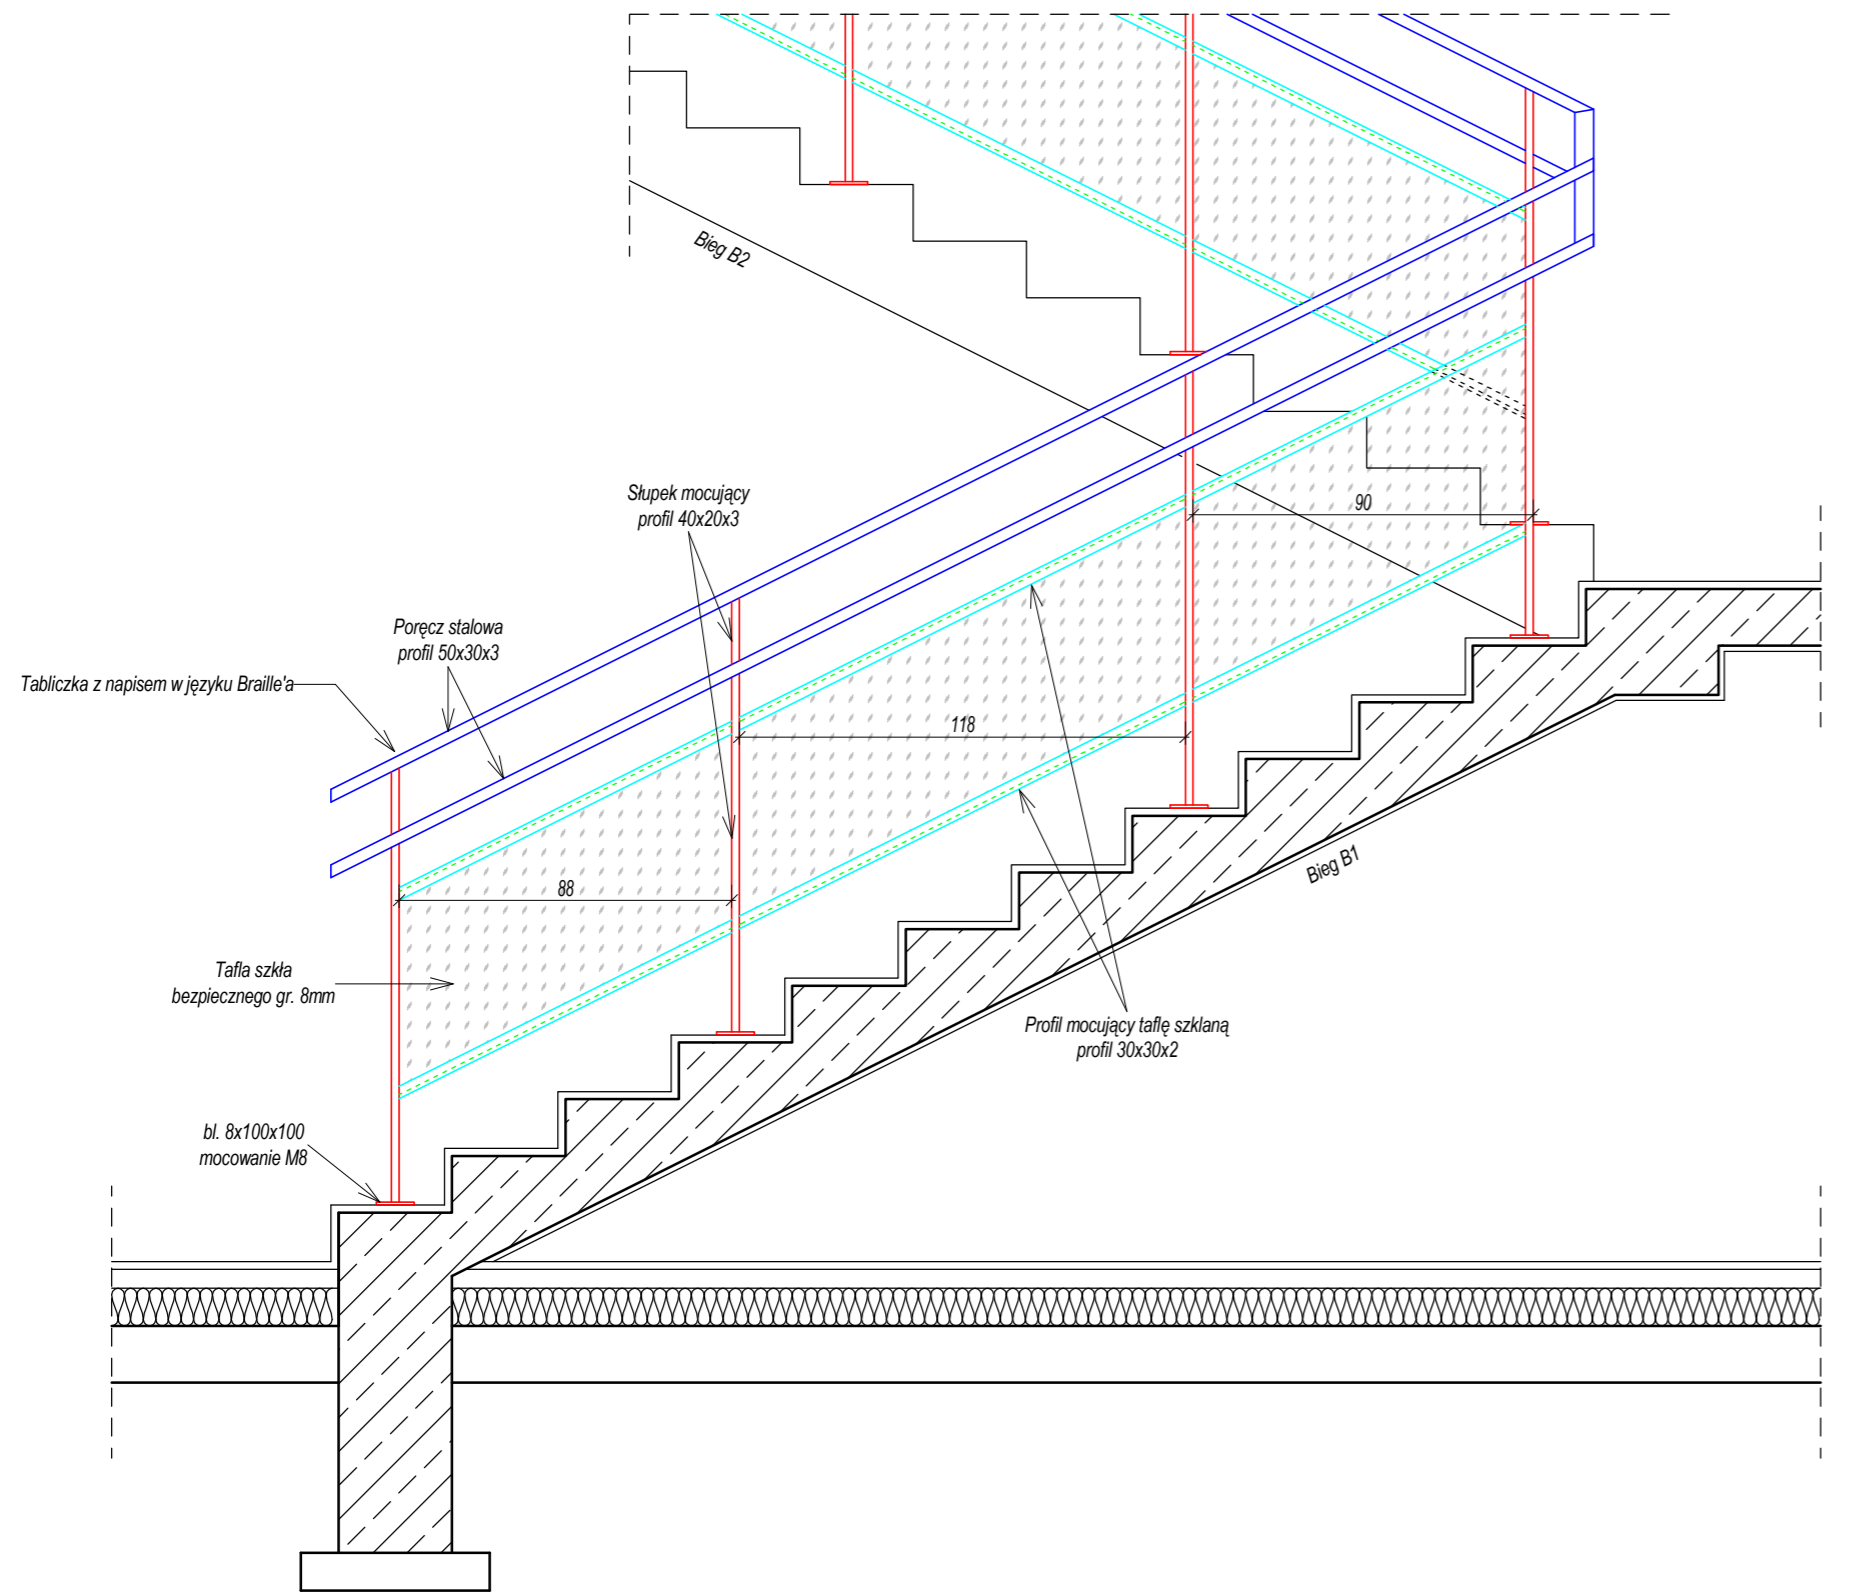 Bieg B2
Słupek mocujący
profil 40x20x3
90
Poręcz stalowa
profil 50x30x3
Tabliczka z napisem w języku Braille'a
118
Bieg B1
88
Tafla szkła
bezpiecznego gr. 8mm
Profil mocujący taflę szklaną
profil 30x30x2
bl. 8x100x100
mocowanie M8